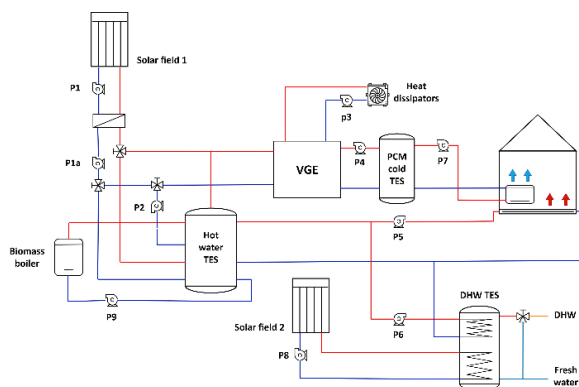 Solar field 1
P1
Heat
dissipators
p3
P1a
VGE
P4
PCM
cold
TES
P7
P2
Hot
water
TES
P5
Biomass
boiler
P9
DHW TES
Solar field 2
P6
DHW
P8
Fresh
water